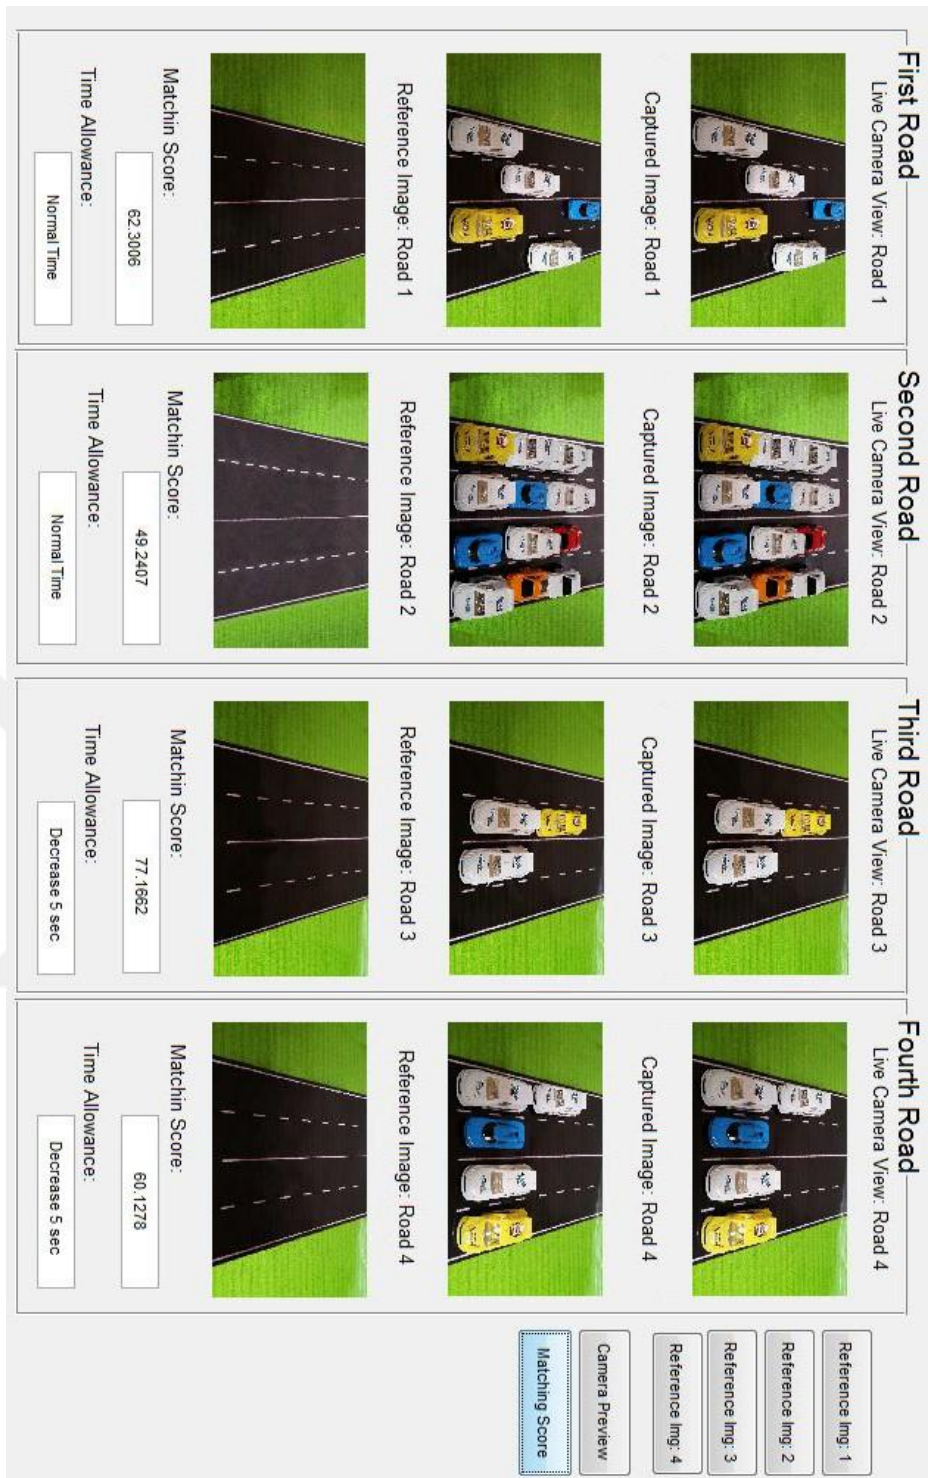 First Road
Live Camera View: Road 1
Captured Image: Road 1
Reference Image: Road 1
Matchin Score:
62.3006
Time Allowance:
Normal Time
Second Road
Live Camera View: Road 2
Captured Image: Road 2
Reference Image: Road 2
Matchin Score:
49.2407
Time Allowance:
Normal Time
Third Road
Live Camera View: Road 3
Captured Image: Road 3
Reference Image: Road 3
Matchin Score:
77.1662
Time Allowance:
Decrease 5 sec
Fourth Road
Live Camera View: Road 4
Captured Image: Road 4
Reference Image: Road 4
Matchin Score:
60.1278
Time Allowance:
Decrease 5 sec
Reference Img: 1
Reference Img: 2
Reference Img: 3
Reference Img: 4
Camera Preview
Matching Score